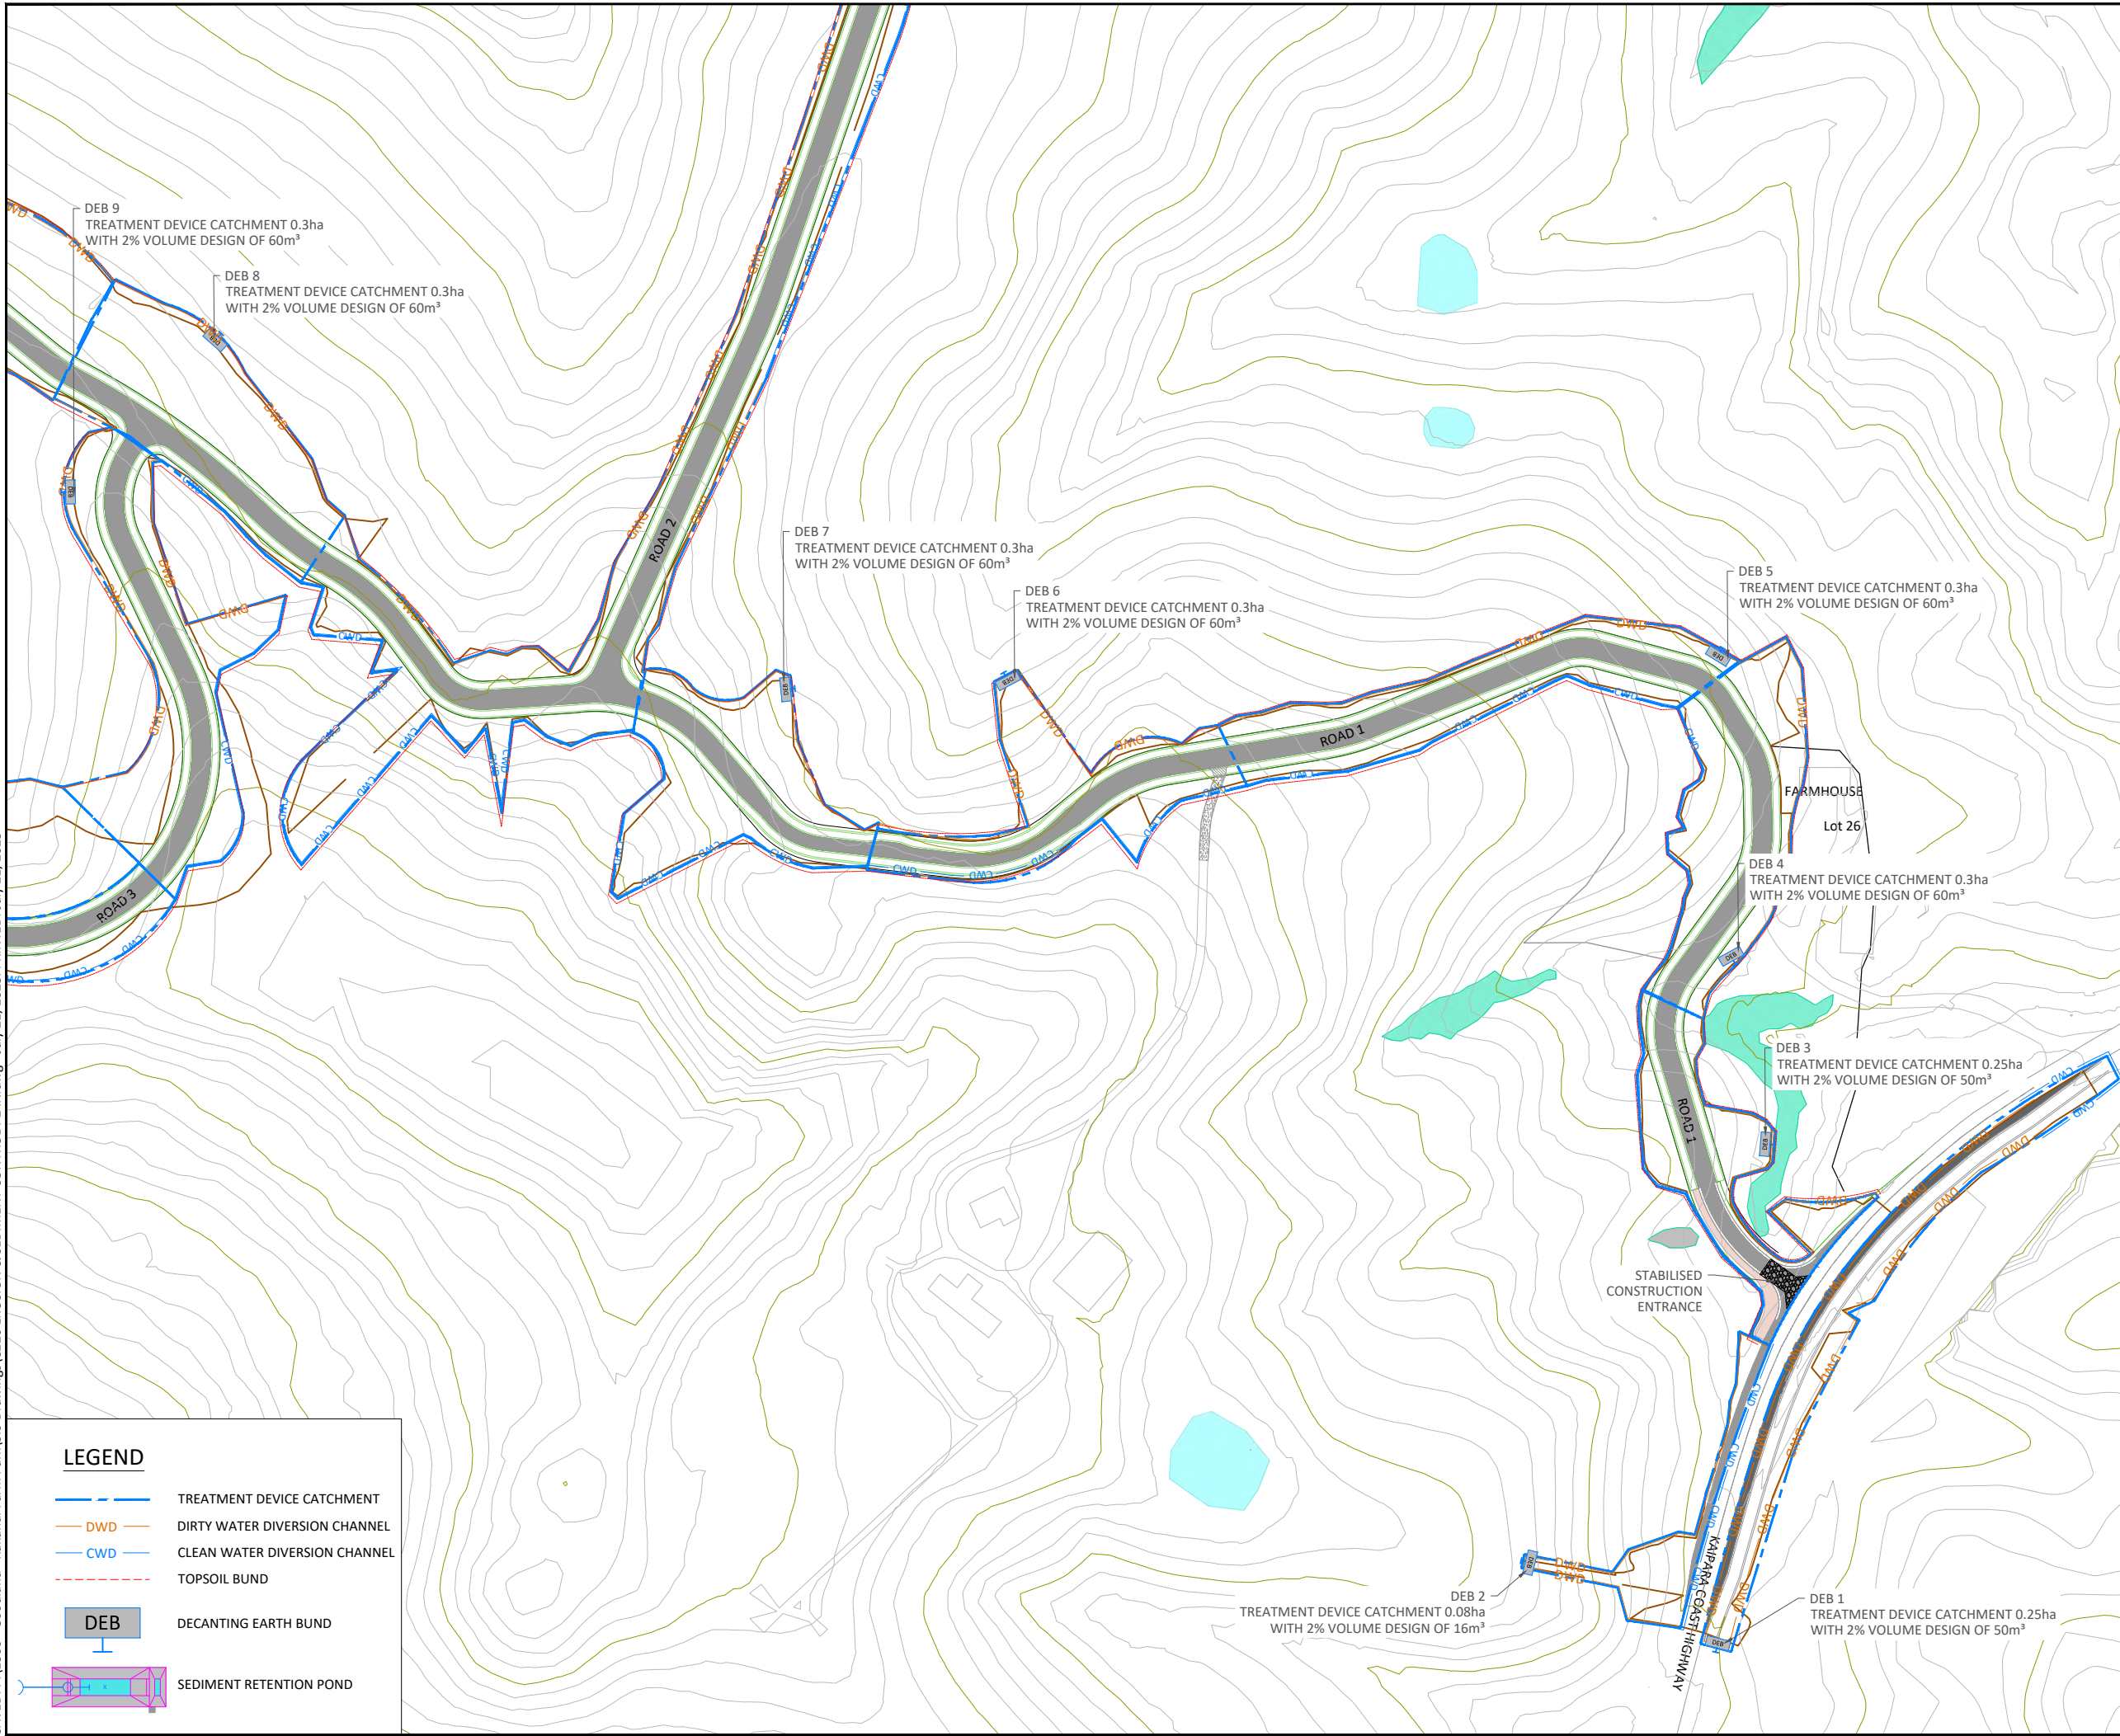 DEB 9
TREATMENT DEVICE CATCHMENT 0.3ha
WITH 2% VOLUME DESIGN OF 60m³
DEB 8
TREATMENT DEVICE CATCHMENT 0.3ha
WITH 2% VOLUME DESIGN OF 60m³
DEB 7
TREATMENT DEVICE CATCHMENT 0.3ha
WITH 2% VOLUME DESIGN OF 60m³
DEB 6
TREATMENT DEVICE CATCHMENT 0.3ha
WITH 2% VOLUME DESIGN OF 60m³
DEB 5
TREATMENT DEVICE CATCHMENT 0.3ha
WITH 2% VOLUME DESIGN OF 60m³
ROAD 2
ROAD 1
FARMHOUSE
Lot 26
DEB 4
TREATMENT DEVICE CATCHMENT 0.3ha
WITH 2% VOLUME DESIGN OF 60m³
ROAD 3
DEB 3
TREATMENT DEVICE CATCHMENT 0.25ha
WITH 2% VOLUME DESIGN OF 50m³
ROAD 1
STABILISED
CONSTRUCTION
ENTRANCE
KAIPARA COAST HIGHWAY
DEB 2
TREATMENT DEVICE CATCHMENT 0.08ha
WITH 2% VOLUME DESIGN OF 16m³
DEB 1
TREATMENT DEVICE CATCHMENT 0.25ha
WITH 2% VOLUME DESIGN OF 50m³
LEGEND
TREATMENT DEVICE CATCHMENT
DWD DIRTY WATER DIVERSION CHANNEL
CWD CLEAN WATER DIVERSION CHANNEL
TOPSOIL BUND
DEB DECANTING EARTH BUND
SEDIMENT RETENTION POND